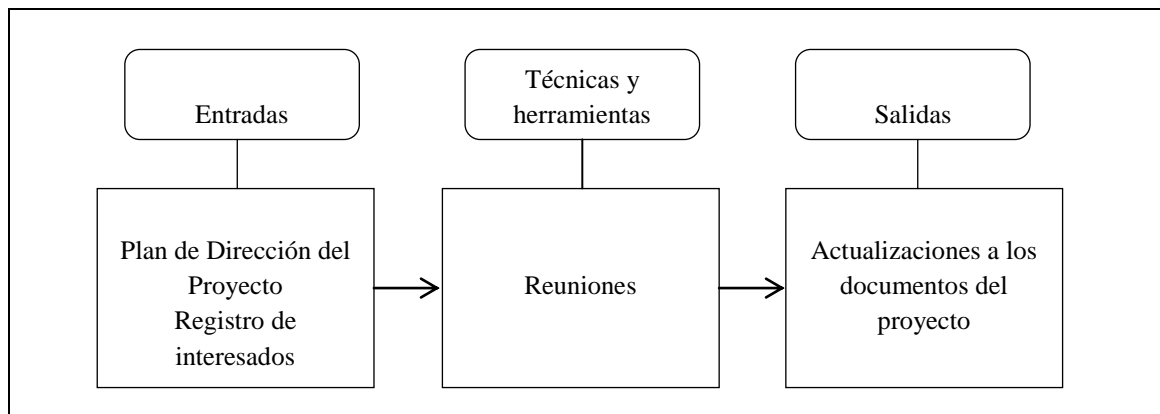 Entradas
Técnicas y
herramientas
Salidas
Plan de Dirección del
Proyecto
Registro de
interesados
Reuniones
Actualizaciones a los
documentos del
proyecto